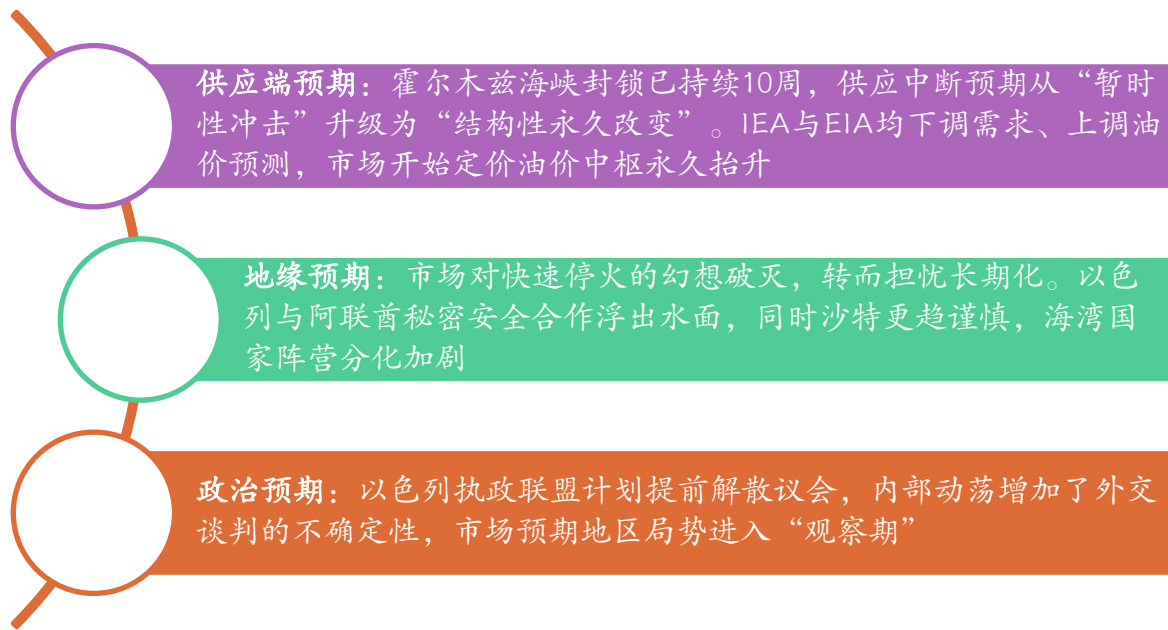 供应端预期：霍尔木兹海峡封锁已持续10周，供应中断预期从“暂时
性冲击”升级为“结构性永久改变”。IEA与EIA均下调需求、上调油
价预测，市场开始定价油价中枢永久抬升
地缘预期：市场对快速停火的幻想破灭，转而担忧长期化。以色
列与阿联酋秘密安全合作浮出水面，同时沙特更趋谨慎，海湾国
家阵营分化加剧
政治预期：以色列执政联盟计划提前解散议会，内部动荡增加了外交
谈判的不确定性，市场预期地区局势进入“观察期”